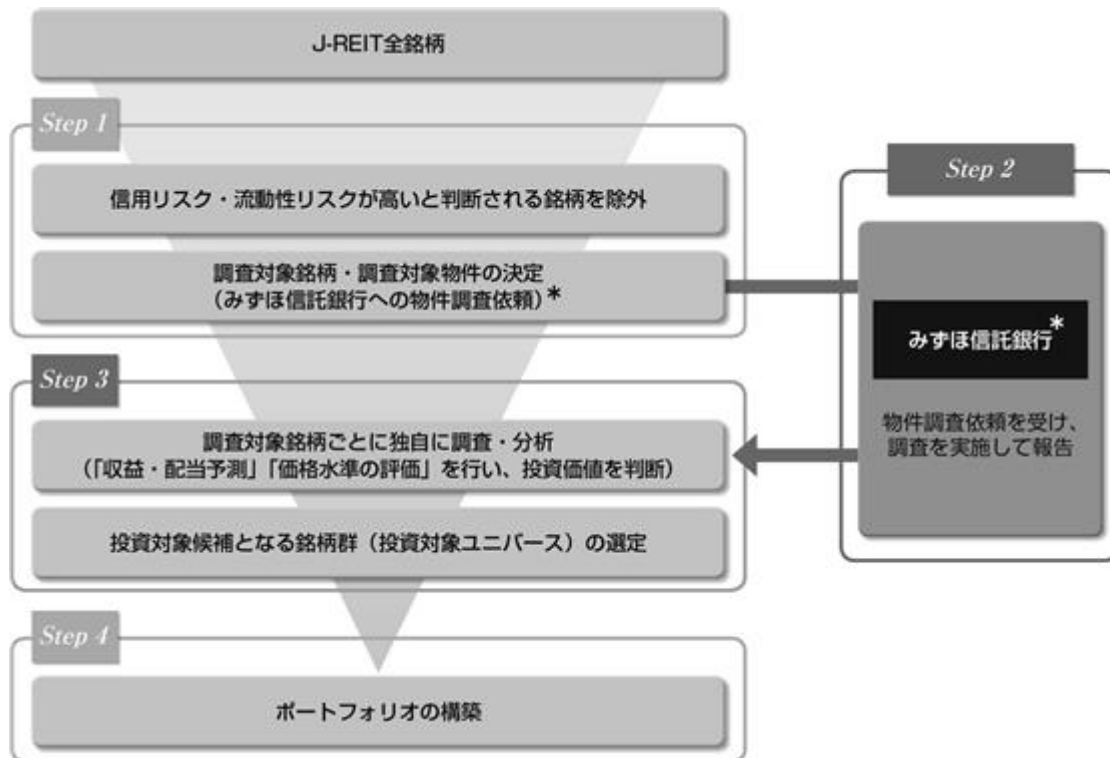 J-REIT全銘柄
Step 1
信用リスク・流動性リスクが高いと判断される銘柄を除外
調査対象銘柄・調査対象物件の決定
（みずほ信託銀行への物件調査依頼）*
Step 2
みずほ信託銀行*
物件調査依頼を受け、
調査を実施して報告
Step 3
調査対象銘柄ごとに独自に調査・分析
（「収益・配当予測」「価格水準の評価」を行い、投資価値を判断）
投資対象候補となる銘柄群（投資対象ユニバース）の選定
Step 4
ポートフォリオの構築